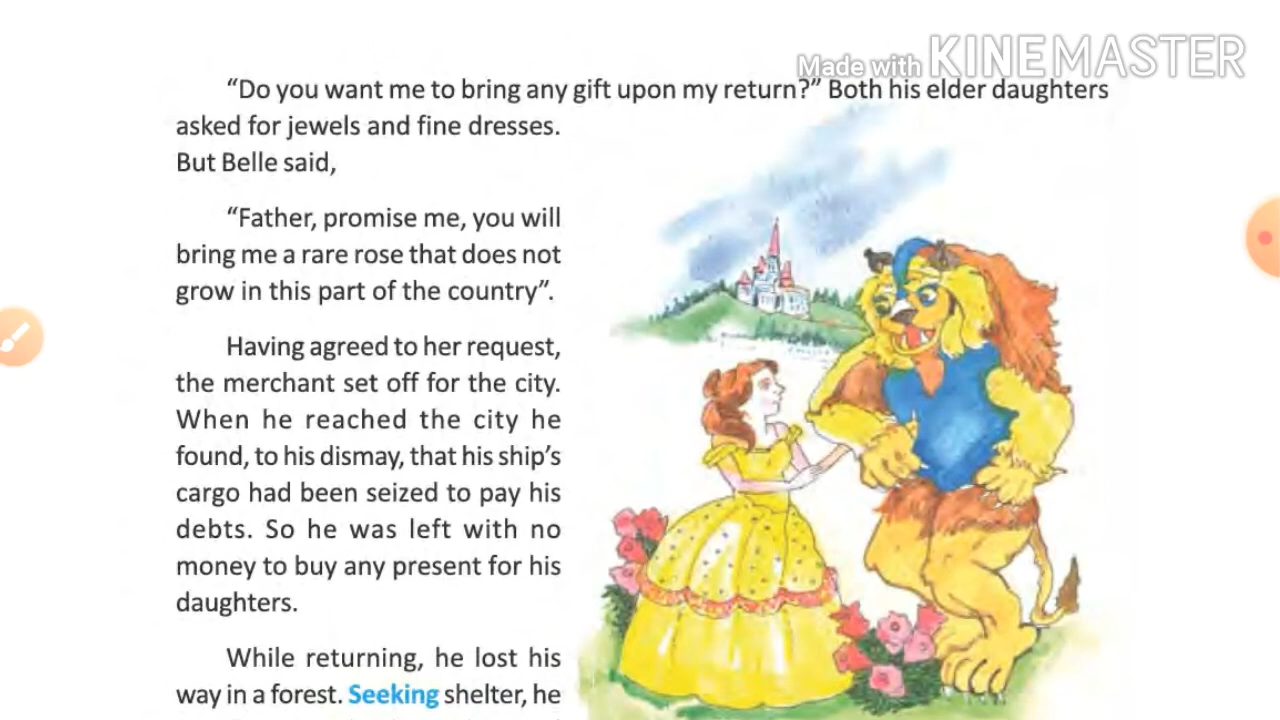 Made with KINEMASTER
“Do you want me to bring any gift upon my return?” Both his elder daughters
asked for jewels and fine dresses.
But Belle said,
“Father, promise me, you will
bring me a rare rose that does not
grow in this part of the country”.
Having agreed to her request,
the merchant set off for the city.
When he reached the city he
found, to his dismay, that his ship’s
cargo had been seized to pay his
debts. So he was left with no
money to buy any present for his
daughters.
While returning, he lost his
way in a forest. Seeking shelter, he